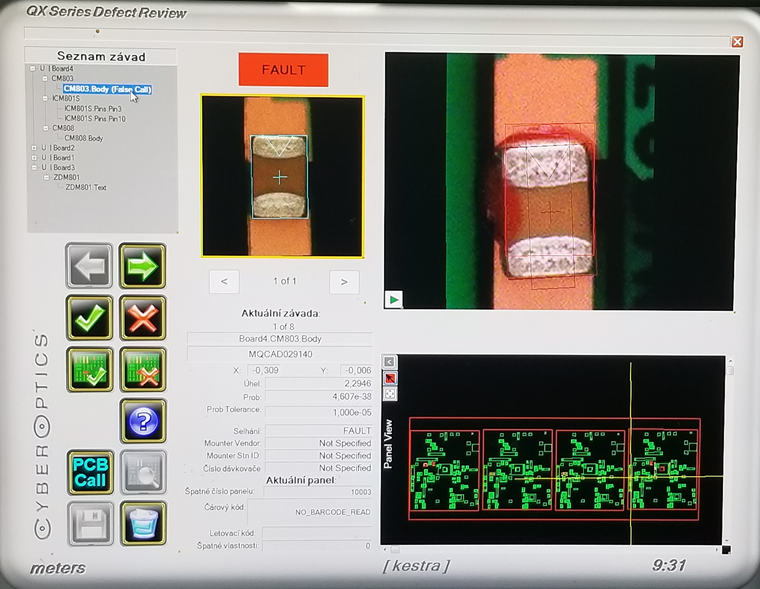 QX Series Defect Review
Seznam závad
Board4
CM803
CM803.Body (False Call)
ICM801S
ICM801S.Pins.Pin3
ICM801S.Pins.Pin10
CM808
CM808.Body
Board2
Board1
Board3
ZDM801
ZDM801.Text
FAULT
< 1 of 1 >
Aktuální závada:
1 of 8
Board4.CM803.Body
MQCAD029140
X: -0,309 Y: -0,006
Úhel: 2,2946
Prob: 4,607e-38
Prob Tolerance: 1,000e-05
Selhání: FAULT
Mounter Vendor: Not Specified
Mounter Stn ID: Not Specified
Číslo dávkovače: Not Specified
Aktuální panel:
Špatné číslo panelu: 10003
Čárový kód: NO_BARCODE_READ
Letovací kód:
Špatné vlastnosti: 0
PCB
Call
CYBEROPTICS
Panel View
meters
[ kestra ]
9:31